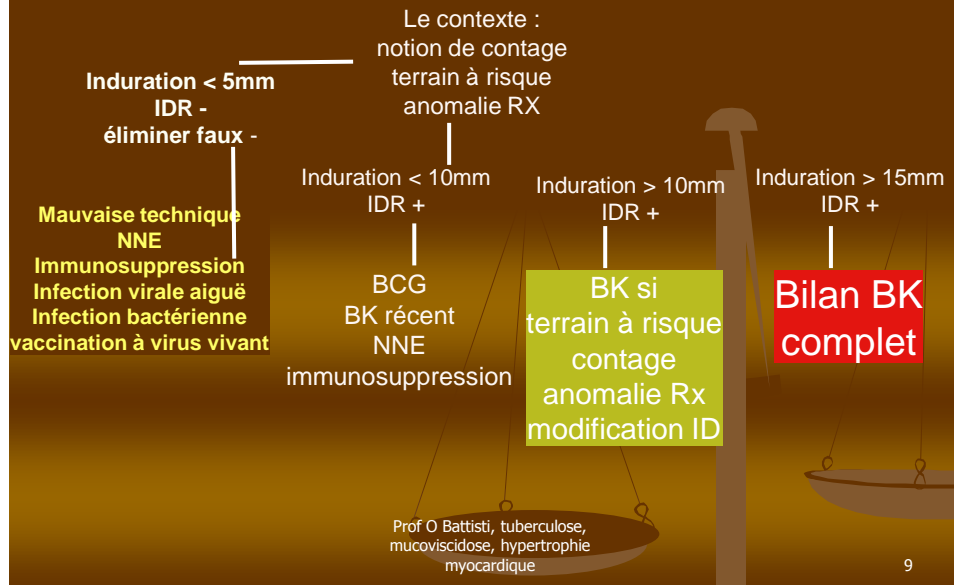 Le contexte :
notion de contage
terrain à risque
anomalie RX
Induration < 5mm
IDR -
éliminer faux -
Mauvaise technique
NNE
Immunosuppression
Infection virale aiguë
Infection bactérienne
vaccination à virus vivant
Induration < 10mm
IDR +
BCG
BK récent
NNE
immunosuppression
Induration > 10mm
IDR +
BK si
terrain à risque
contage
anomalie Rx
modification ID
Induration > 15mm
IDR +
Bilan BK
complet
Prof O Battisti, tuberculose,
mucoviscidose, hypertrophie
myocardique
9